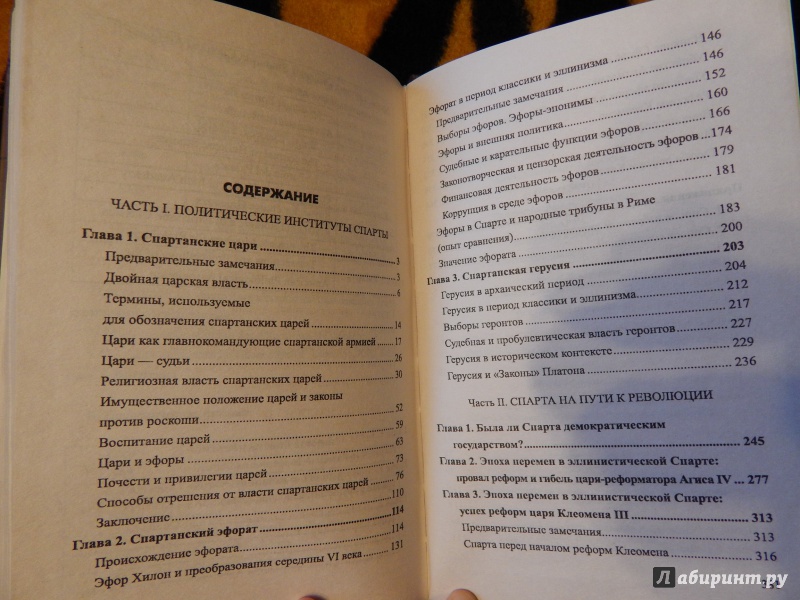 СОДЕРЖАНИЕ
ЧАСТЬ I. ПОЛИТИЧЕСКИЕ ИНСТИТУТЫ СПАРТЫ
Глава 1. Спартанские цари 3
Предварительные замечания 3
Двойная царская власть 6
Термины, используемые
для обозначения спартанских царей 14
Цари как главнокомандующие спартанской армией 17
Цари — судьи 26
Религиозная власть спартанских царей 30
Имущественное положение царей и законы
против роскоши 52
Воспитание царей 59
Цари и эфоры 63
Почести и привилегии царей 73
Способы отрешения от власти спартанских царей 76
Заключение 110
Глава 2. Спартанский эфорат 114
Происхождение эфората 114
Эфор Хилон и преобразования середины VI века 131
Эфорат в период классики и эллинизма 146
Предварительные замечания 146
Выборы эфоров. Эфоры-эпонимы 152
Эфоры и внешняя политика 160
Судебные и карательные функции эфоров 166
Законотворческая и цензорская деятельность эфоров 174
Финансовая деятельность эфоров 179
Коррупция в среде эфоров 181
Эфоры в Спарте и народные трибуны в Риме
(опыт сравнения) 183
Значение эфората 200
Глава 3. Спартанская герусия 203
Герусия в архаический период 204
Герусия в период классики и эллинизма 212
Выборы геронтов 217
Судебная и пробулевтическая власть геронтов 227
Герусия в историческом контексте 229
Герусия и «Законы» Платона 236
Часть II. СПАРТА НА ПУТИ К РЕВОЛЮЦИИ
Глава 1. Была ли Спарта демократическим
государством? 245
Глава 2. Эпоха перемен в эллинистической Спарте:
провал реформ и гибель царя-реформатора Агиса IV 277
Глава 3. Эпоха перемен в эллинистической Спарте:
успех реформ царя Клеомена III 313
Предварительные замечания 313
Спарта перед началом реформ Клеомена 316
Лабиринт.ру